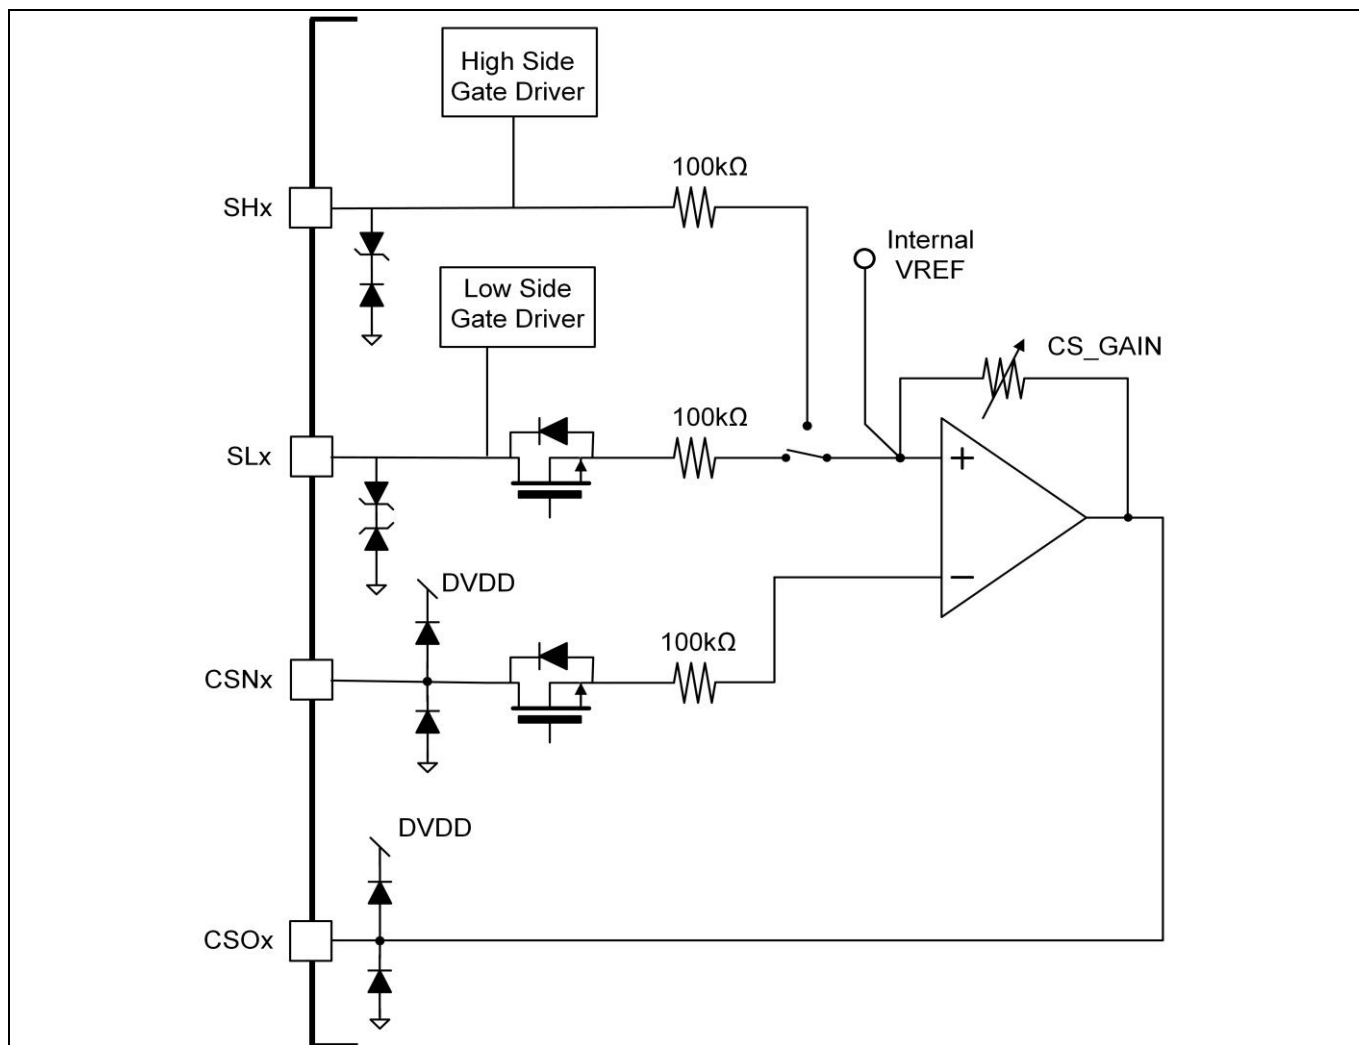 High Side
Gate Driver
100kΩ
SHx
Internal
VREF
Low Side
Gate Driver
CS_GAIN
100kΩ
SLx
+
−
DVDD
100kΩ
CSNx
DVDD
CSOx